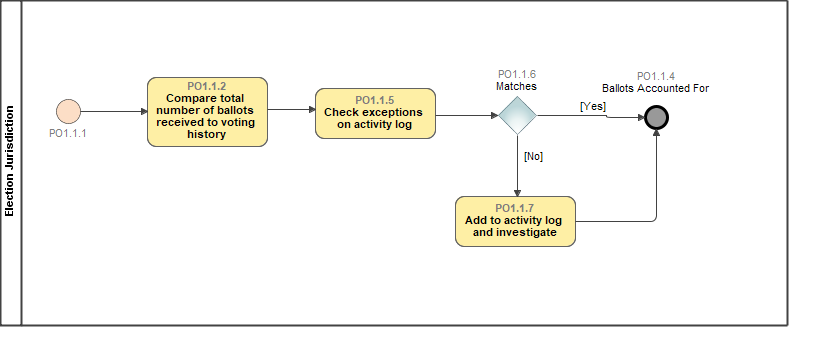 Election Jurisdiction
PO1.1.1
PO1.1.2
Compare total
number of ballots
received to voting
history
PO1.1.5
Check exceptions
on activity log
PO1.1.6
Matches
[Yes]
PO1.1.4
Ballots Accounted For
[No]
PO1.1.7
Add to activity log
and investigate